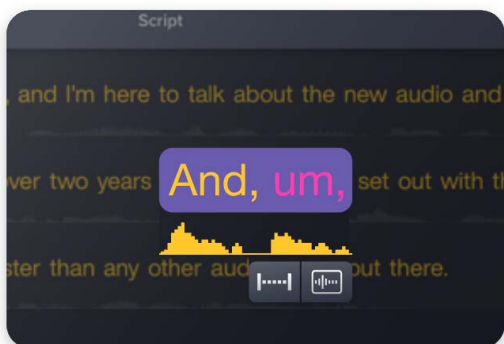 Script
, and I'm here to talk about the new audio and
over two years And, um, set out with th
ster than any other aud out there.